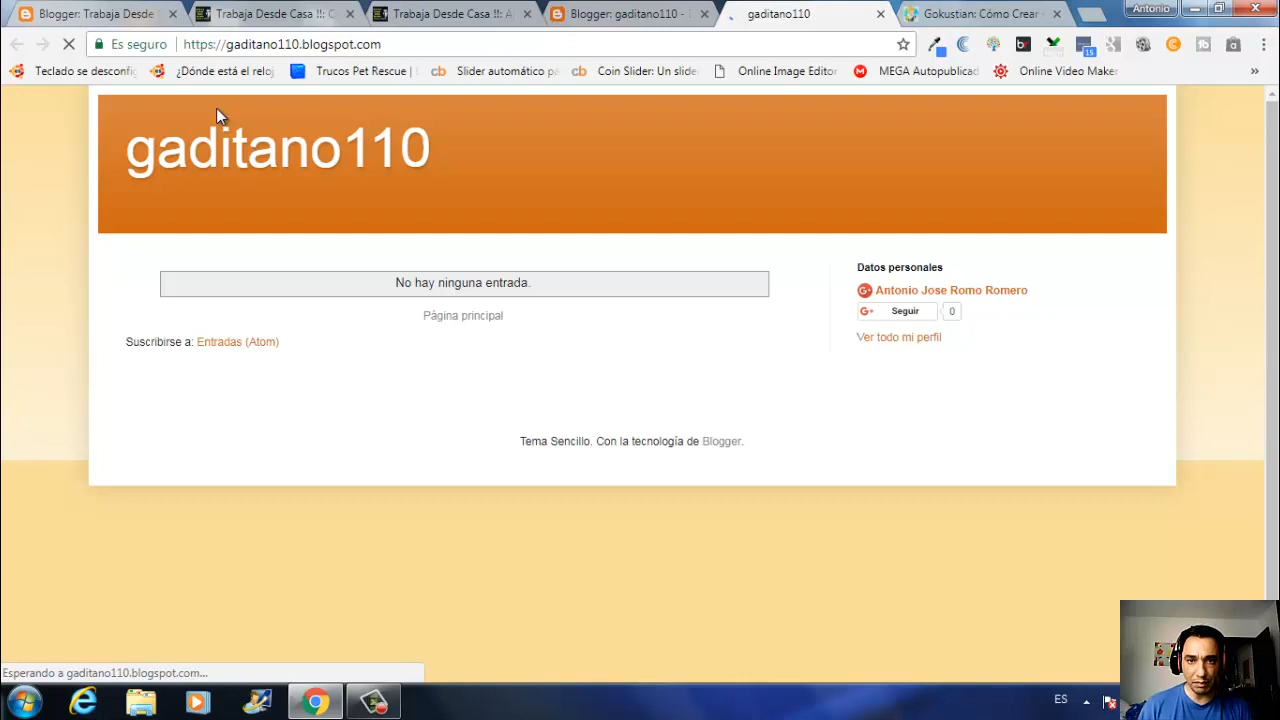 Blogger: Trabaja Desde
Trabaja Desde Casa !!: C
Trabaja Desde Casa !!: A
Blogger: gaditano110 -
gaditano110
Gokustian: Cómo Crear
Antonio
Es seguro
https://gaditano110.blogspot.com
15
Teclado se desconfig
¿Dónde está el reloj
Trucos Pet Rescue |
Slider automático pa
Coin Slider: Un slide
Online Image Editor
MEGA Autopublicad
Online Video Maker
»
gaditano110
No hay ninguna entrada.
Página principal
Suscribirse a: Entradas (Atom)
Datos personales
Antonio Jose Romo Romero
Seguir
0
Ver todo mi perfil
Tema Sencillo. Con la tecnología de Blogger.
Esperando a gaditano110.blogspot.com...
ES